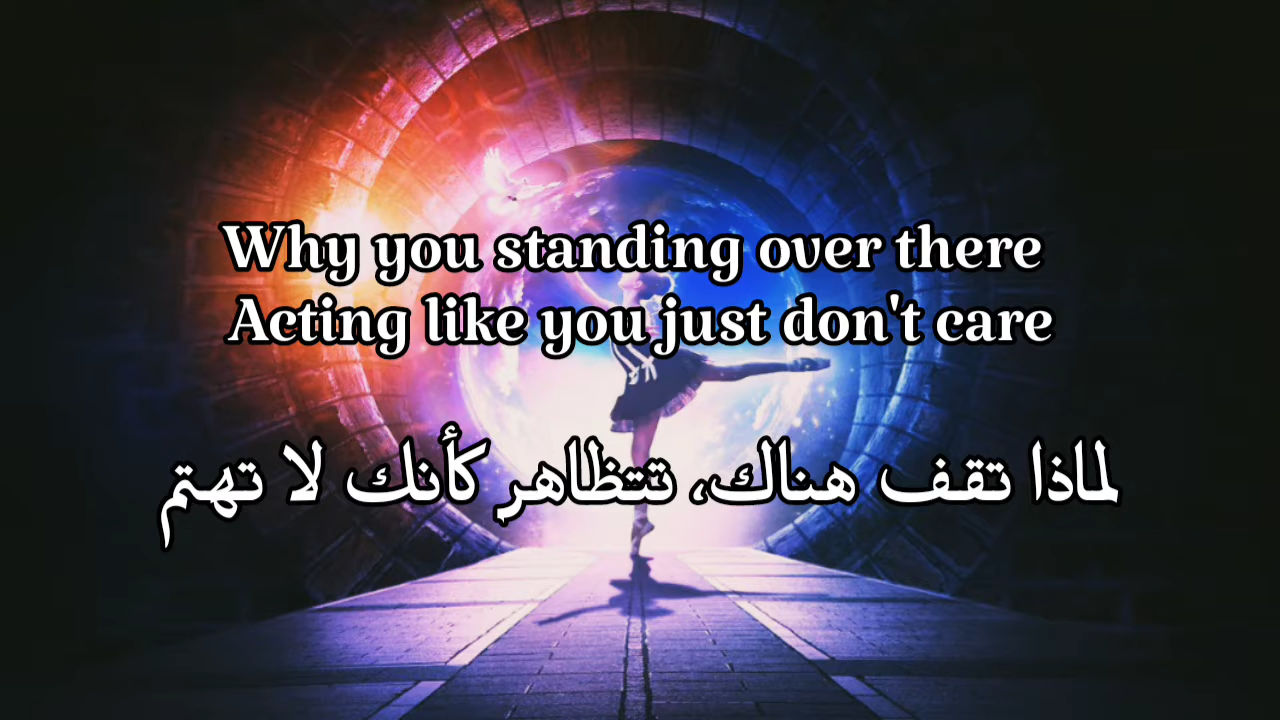 Why you standing over there
Acting like you just don't care
لماذا تقف هناك، تتظاهر كأنك لا تهتم